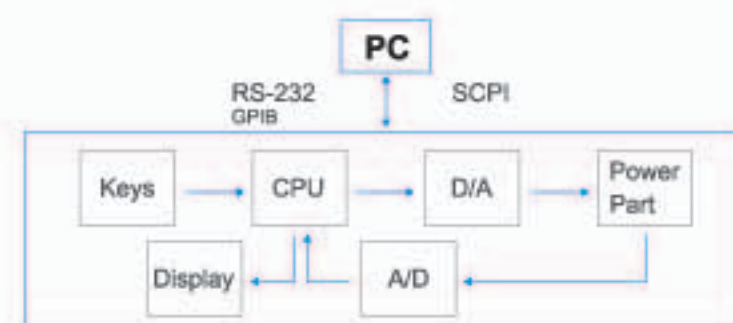 PC
RS-232 SCPI
GPIB
Keys CPU D/A Power
Part
Display A/D